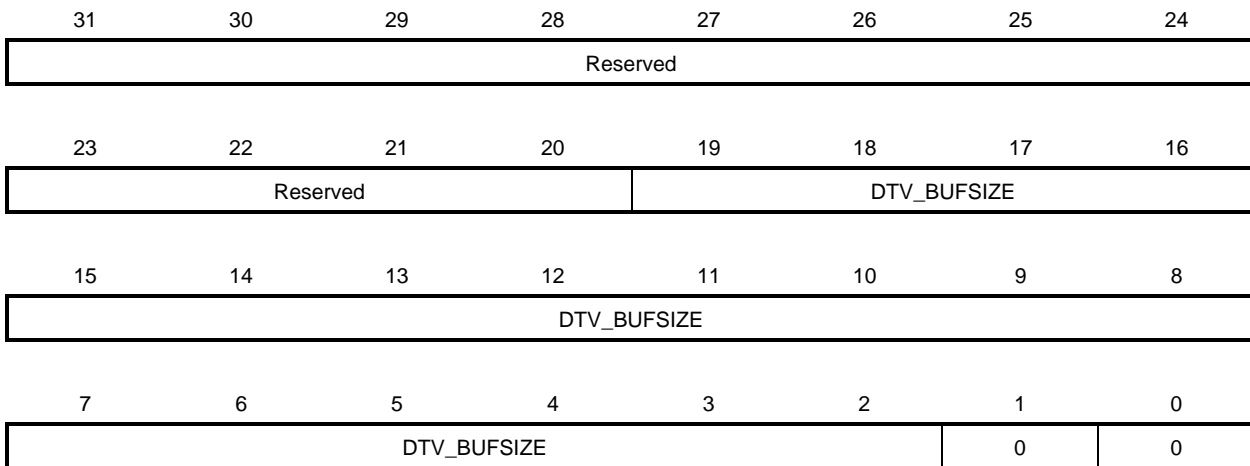 31 30 29 28 27 26 25 24
Reserved
23 22 21 20 19 18 17 16
Reserved DTV_BUFSIZE
15 14 13 12 11 10 9 8
DTV_BUFSIZE
7 6 5 4 3 2 1 0
DTV_BUFSIZE 0 0